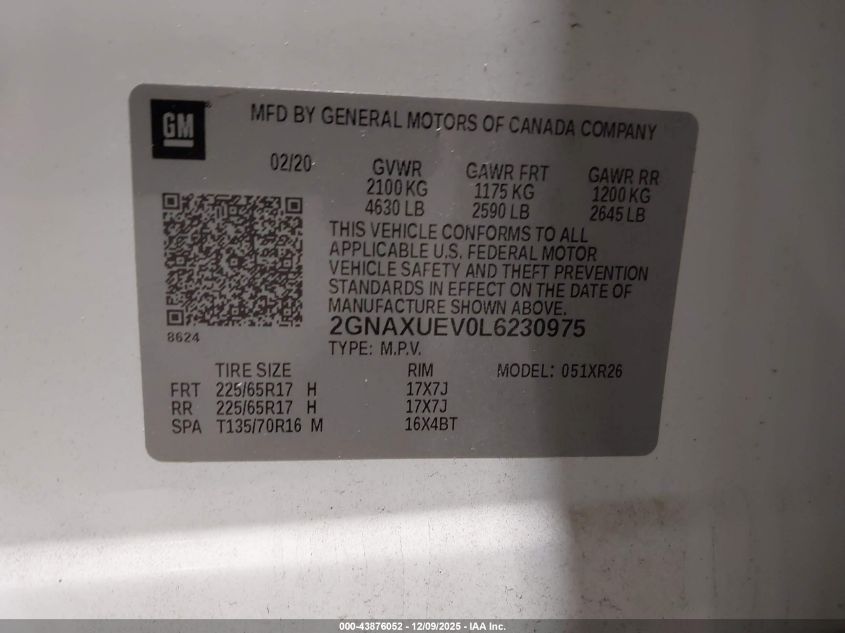 GM
MFD BY GENERAL MOTORS OF CANADA COMPANY
02/20 GVWR GAWR FRT GAWR RR
2100 KG 1175 KG 1200 KG
4630 LB 2590 LB 2645 LB
THIS VEHICLE CONFORMS TO ALL
APPLICABLE U.S. FEDERAL MOTOR
VEHICLE SAFETY AND THEFT PREVENTION
STANDARDS IN EFFECT ON THE DATE OF
MANUFACTURE SHOWN ABOVE.
2GNAXUEV0L6230975
8624
TYPE: M.P.V.
TIRE SIZE RIM MODEL: 051XR26
FRT 225/65R17 H 17X7J
RR 225/65R17 H 17X7J
SPA T135/70R16 M 16X4BT
000-43876052 - 12/09/2025 - IAA Inc.